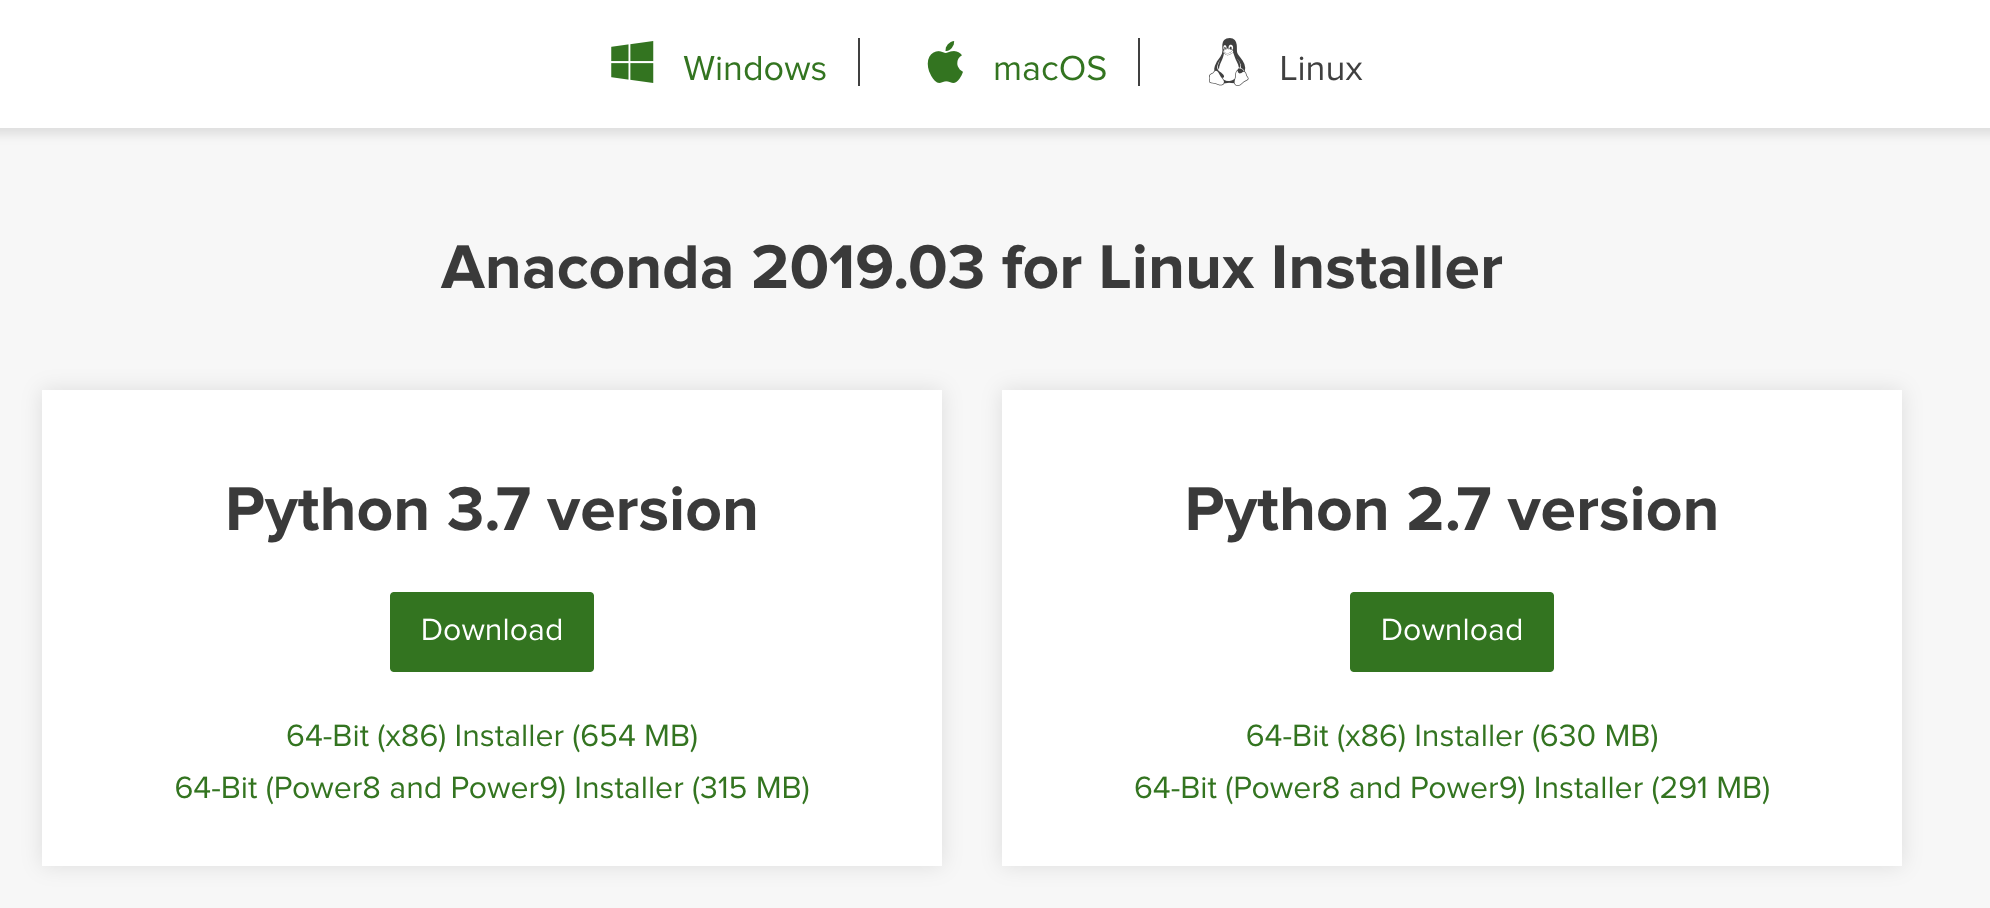 Windows | macOS | Linux
Anaconda 2019.03 for Linux Installer
Python 3.7 version
Download
64-Bit (x86) Installer (654 MB)
64-Bit (Power8 and Power9) Installer (315 MB)
Python 2.7 version
Download
64-Bit (x86) Installer (630 MB)
64-Bit (Power8 and Power9) Installer (291 MB)